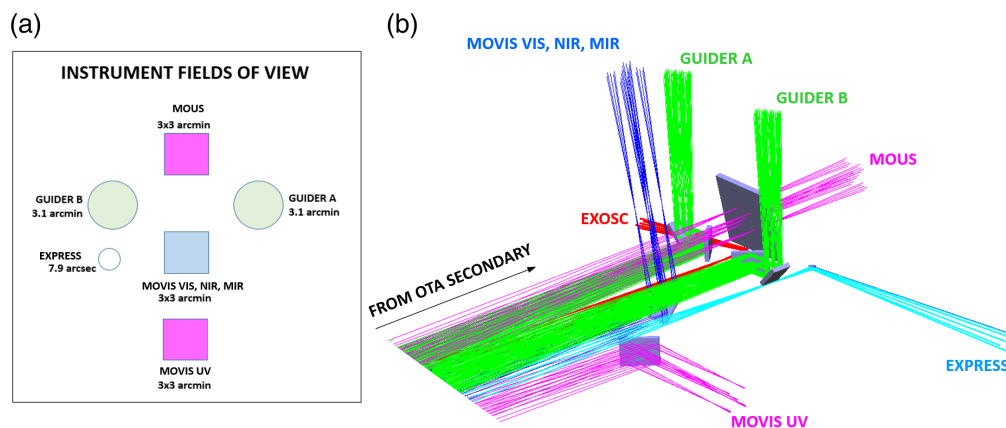 (a)
INSTRUMENT FIELDS OF VIEW
MOUS
3x3 arcmin
GUIDER B
3.1 arcmin
GUIDER A
3.1 arcmin
EXPRESS
7.9 arcsec
MOVIS VIS, NIR, MIR
3x3 arcmin
MOVIS UV
3x3 arcmin
(b)
MOVIS VIS, NIR, MIR
GUIDER A
GUIDER B
MOUS
EXOSC
FROM OTA SECONDARY
EXPRESS
MOVIS UV